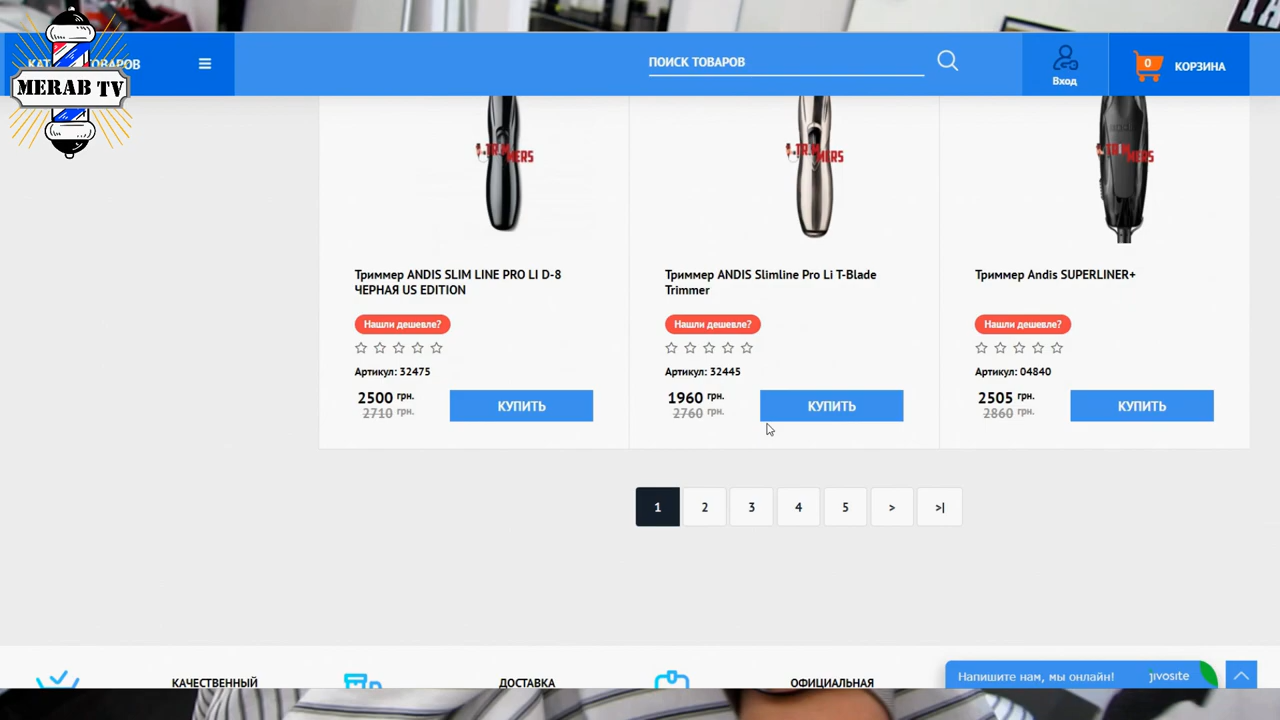 MERAB TV
ПОИСК ТОВАРОВ
Вход
0
КОРЗИНА
Триммер ANDIS SLIM LINE PRO LI D-8
ЧЕРНАЯ US EDITION
Нашли дешевле?
Артикул: 32475
2500 грн.
2710 грн.
КУПИТЬ
Триммер ANDIS Slimline Pro Li T-Blade
Trimmer
Нашли дешевле?
Артикул: 32445
1960 грн.
2760 грн.
КУПИТЬ
Триммер Andis SUPERLINER+
Нашли дешевле?
Артикул: 04840
2505 грн.
2860 грн.
КУПИТЬ
1 2 3 4 5 > >|
КАЧЕСТВЕННЫЙ
ДОСТАВКА
ОФИЦИАЛЬНАЯ
Напишите нам, мы онлайн!
jivosite